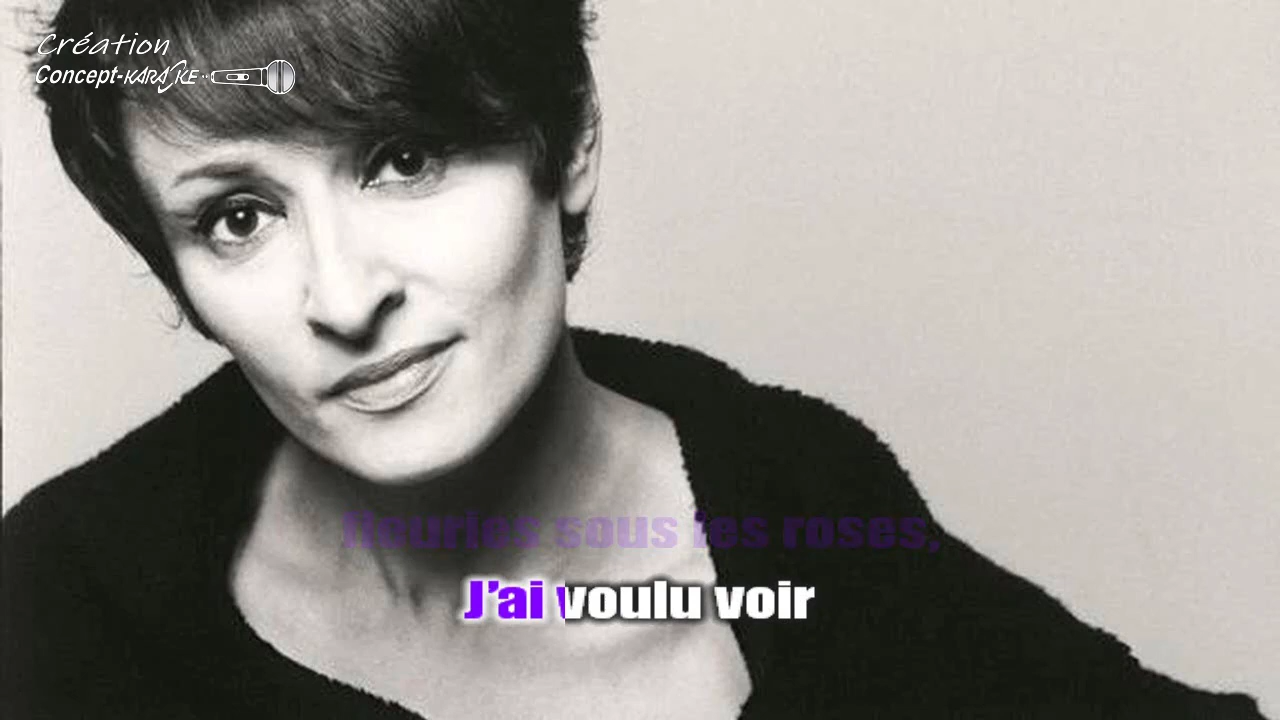 Création
Concept-KARAOKE
fleuries sous les roses,
J'ai voulu voir